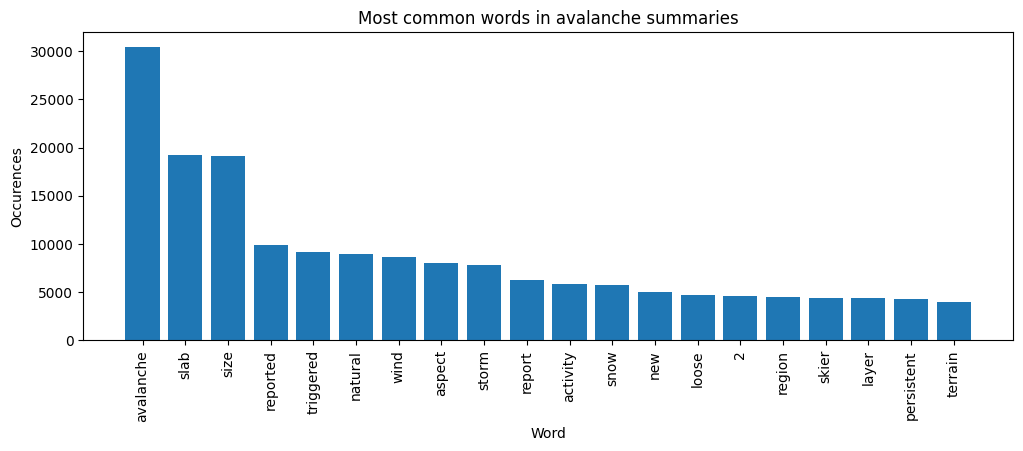 Most common words in avalanche summaries
Occurences
30000
25000
20000
15000
10000
5000
0
avalanche
slab
size
reported
triggered
natural
wind
aspect
storm
report
activity
snow
new
loose
2
region
skier
layer
persistent
terrain
Word